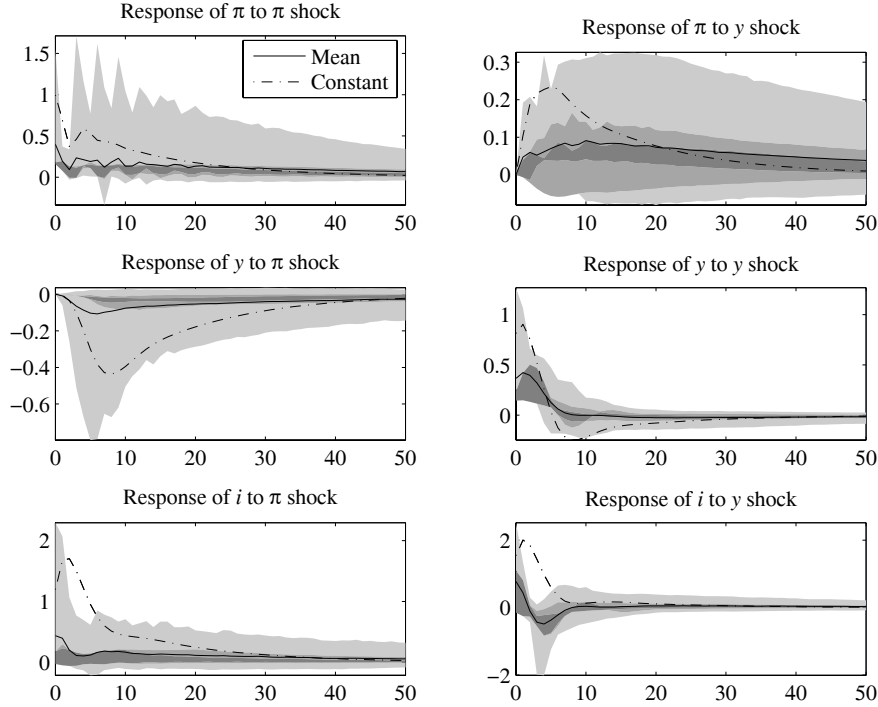 Response of π to π shock
1.5
1
0.5
0
Mean
Constant
0 10 20 30 40 50
Response of π to y shock
0.3
0.2
0.1
0
0 10 20 30 40 50
Response of y to π shock
0
−0.2
−0.4
−0.6
0 10 20 30 40 50
Response of y to y shock
1
0.5
0
0 10 20 30 40 50
Response of i to π shock
2
1
0
0 10 20 30 40 50
Response of i to y shock
2
0
−2
0 10 20 30 40 50